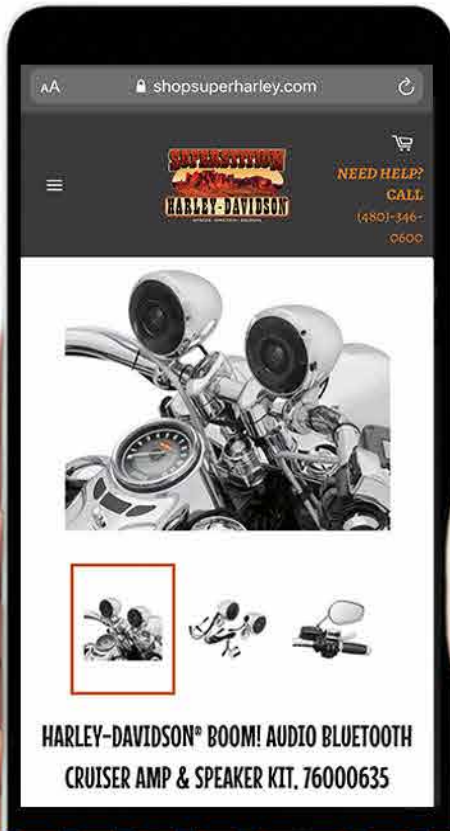 AA
shopsuperharley.com
SUPERSTITION
HARLEY-DAVIDSON
NEED HELP?
CALL
(480)-346-
0600
HARLEY-DAVIDSON® BOOM! AUDIO BLUETOOTH
CRUISER AMP & SPEAKER KIT, 76000635